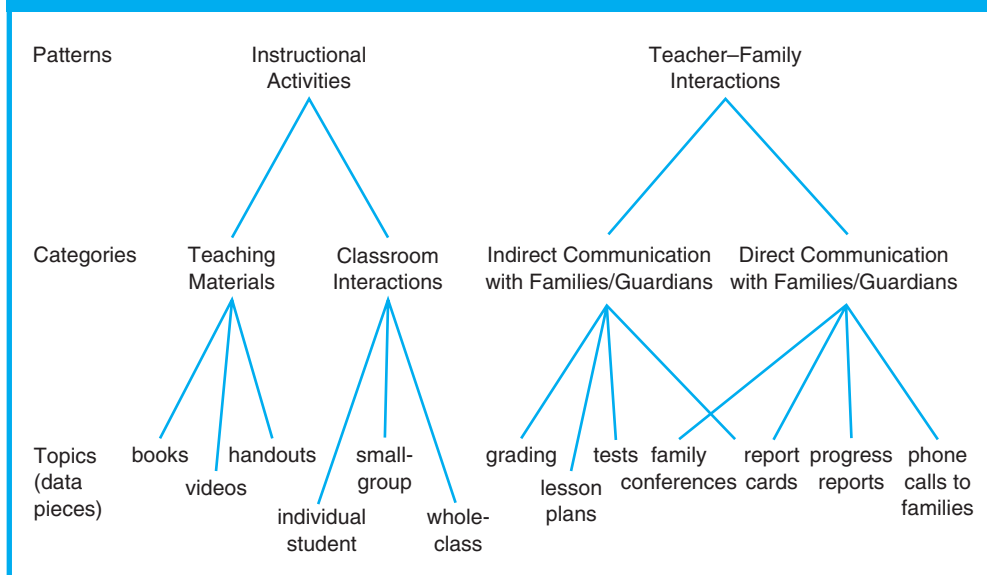 Patterns
Instructional
Activities
Teacher–Family
Interactions
Categories
Teaching
Materials
Classroom
Interactions
Indirect Communication
with Families/Guardians
Direct Communication
with Families/Guardians
Topics
(data
pieces)
books
videos
handouts
individual
student
small-
group
whole-
class
grading
lesson
plans
tests
family
conferences
report
cards
progress
reports
phone
calls to
families